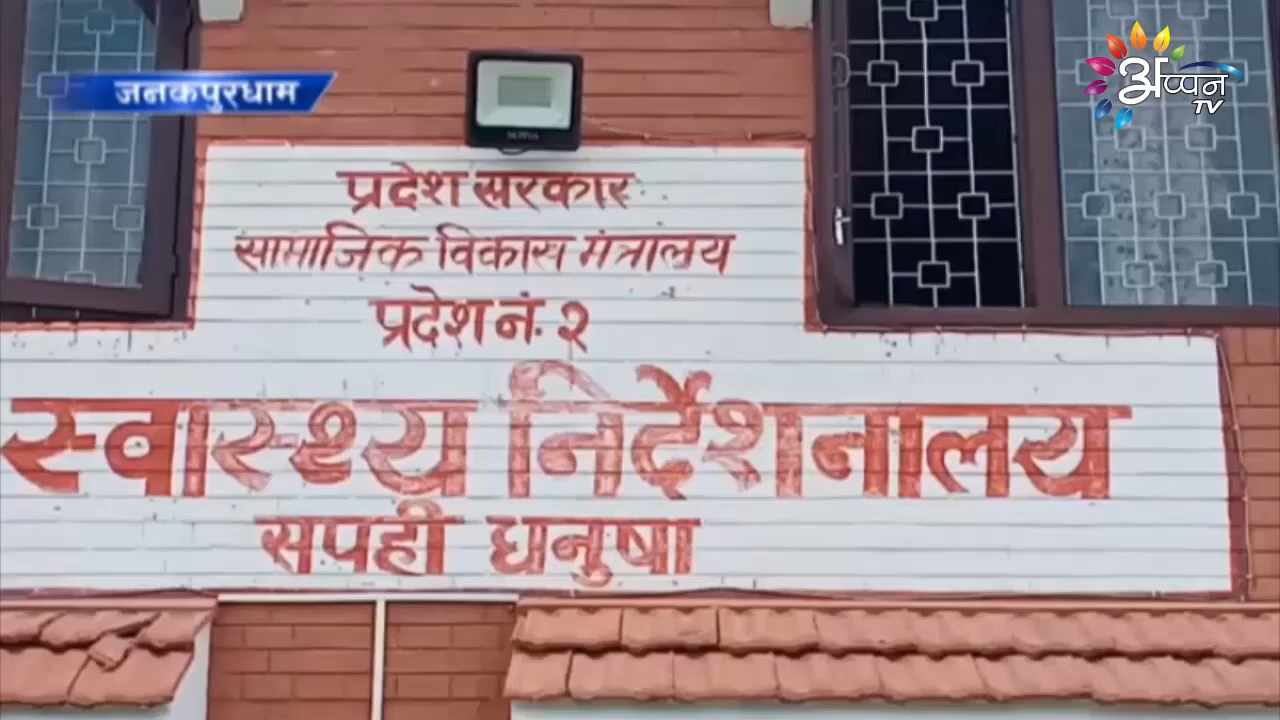 जनकपुरधाम
अप्पन
TV
प्रदेश सरकार
सामाजिक विकास मंत्रालय
प्रदेश नं. २
स्वास्थ्य निर्देशनालय
सपही धनुषा